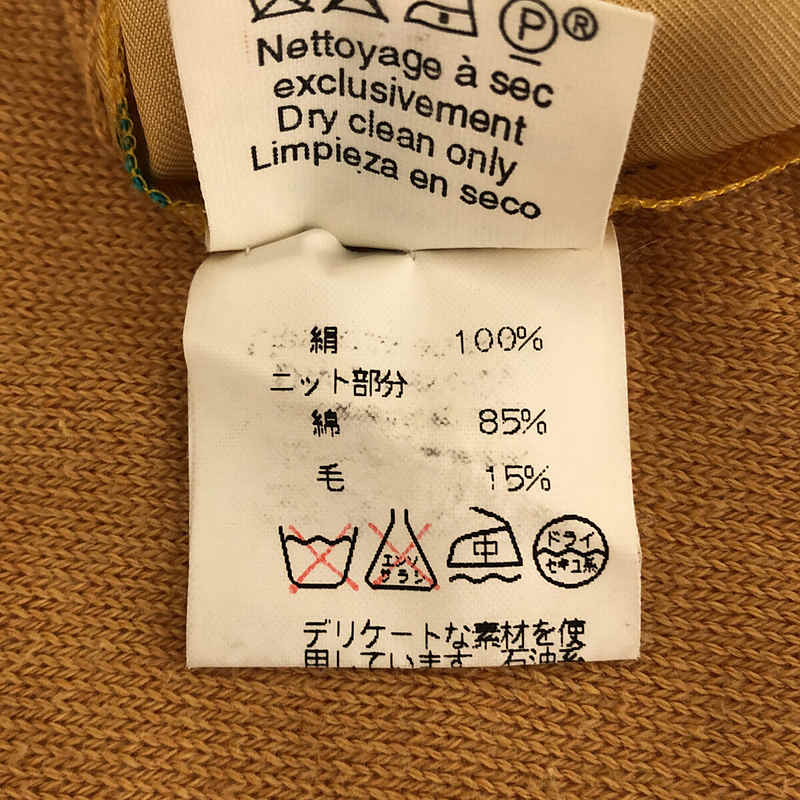 P ®
Nettoyage à sec
exclusivement
Dry clean only
Limpieza en seco
絹 100%
ニット部分
綿 85%
毛 15%
エンソ
サラシ
中
ドライ
セキユ系
デリケートな素材を使
用しています 石油系